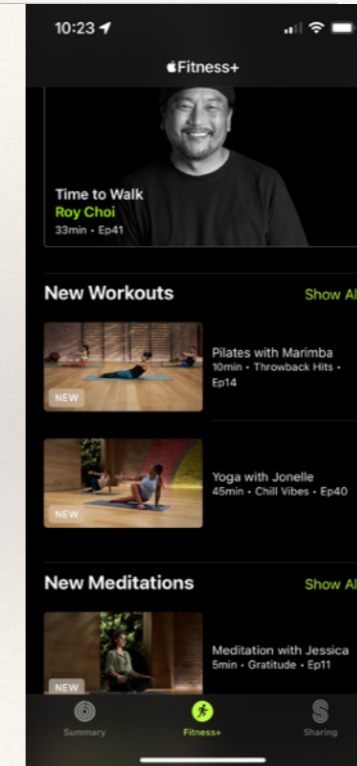 10:23
Fitness+
Time to Walk
Roy Choi
33min • Ep41
New Workouts
Show Al
NEW
Pilates with Marimba
10min • Throwback Hits •
Ep14
NEW
Yoga with Jonelle
45min • Chill Vibes • Ep40
New Meditations
Show Al
NEW
Meditation with Jessica
5min • Gratitude • Ep11
Summary
Fitness+
Sharing